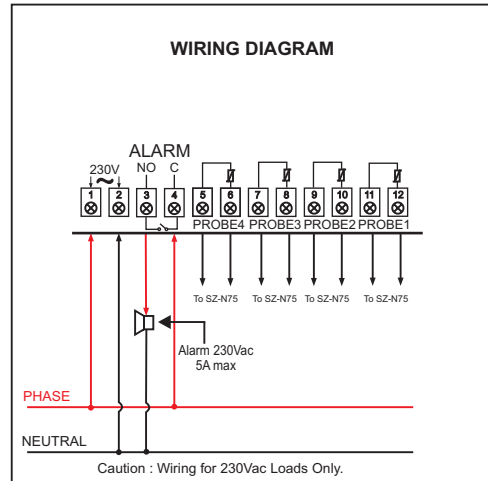 WIRING DIAGRAM
ALARM
230V NO C
~
1 2 3 4 5 6 7 8 9 10 11 12
PROBE4 PROBE3 PROBE2 PROBE1
To SZ-N75 To SZ-N75 To SZ-N75 To SZ-N75
Alarm 230Vac
5A max
PHASE
NEUTRAL
Caution : Wiring for 230Vac Loads Only.